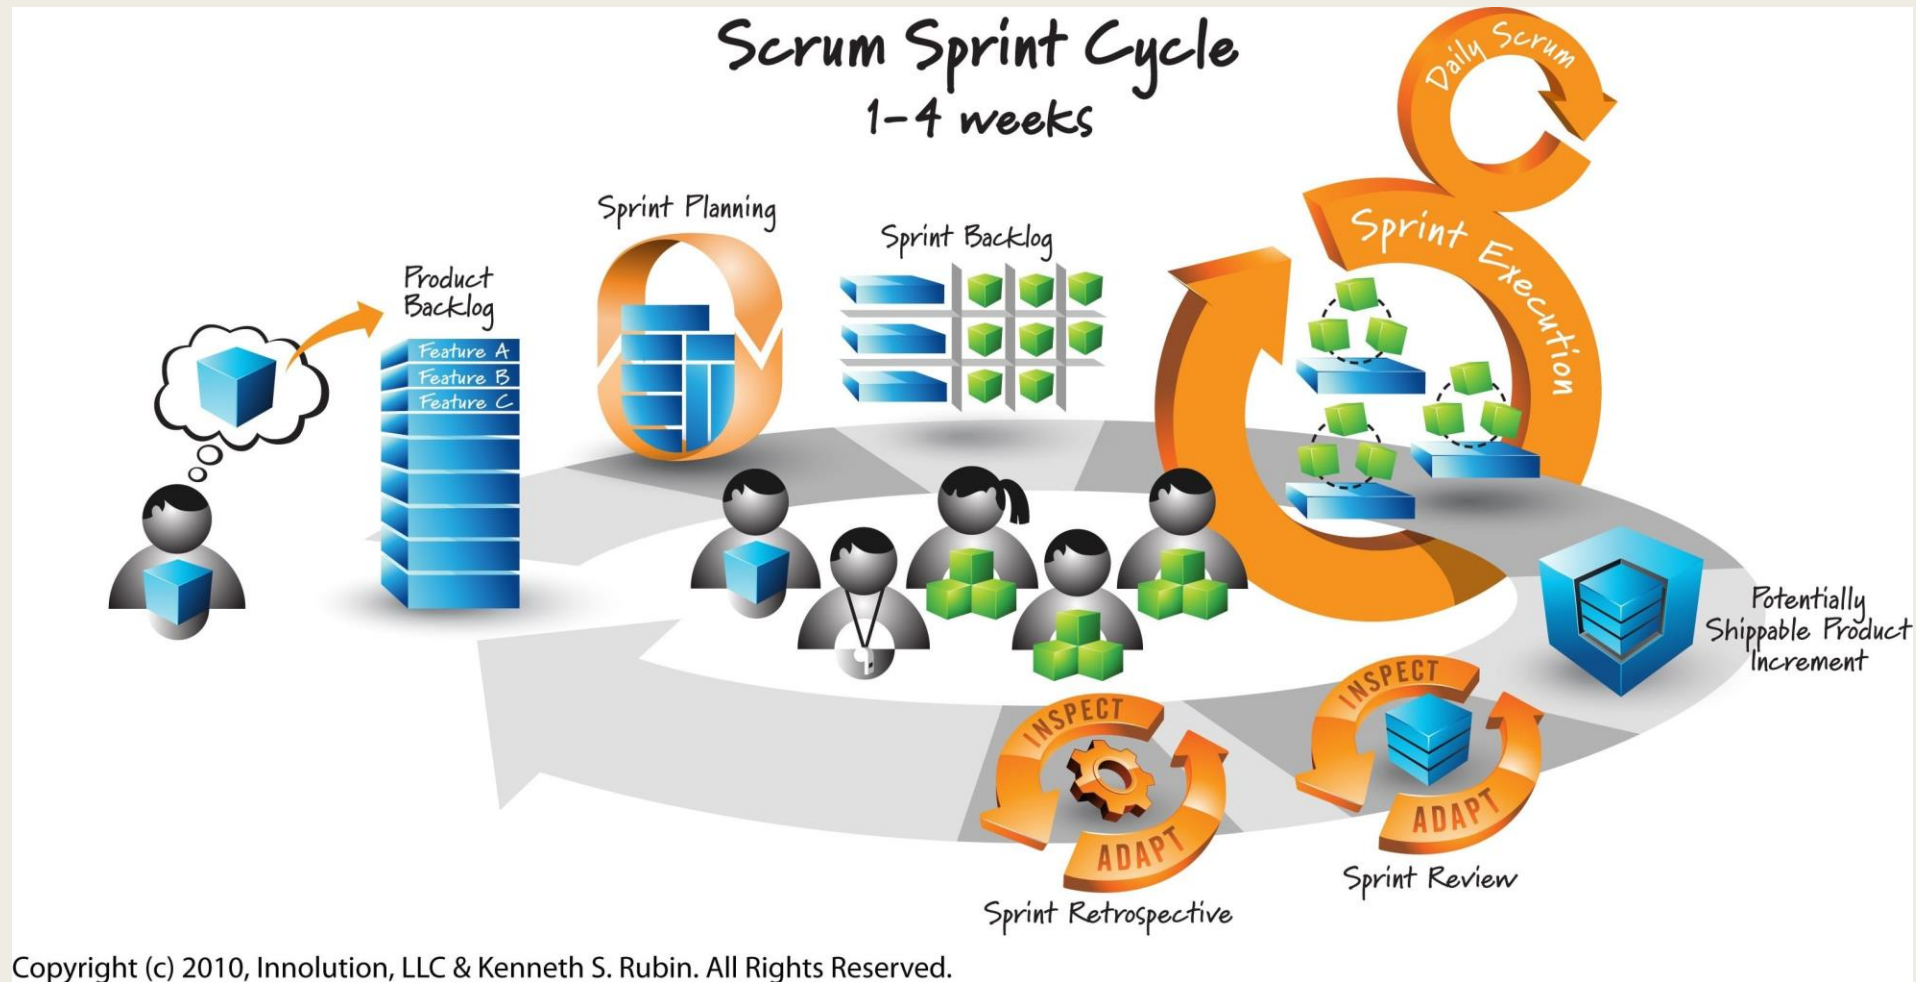 Scrum Sprint Cycle
1-4 weeks
Daily Scrum
Sprint Planning
Sprint Backlog
Sprint Execution
Product
Backlog
Feature A
Feature B
Feature C
Potentially
Shippable Product
Increment
INSPECT
ADAPT
Sprint Review
INSPECT
ADAPT
Sprint Retrospective
Copyright (c) 2010, Innolution, LLC & Kenneth S. Rubin. All Rights Reserved.